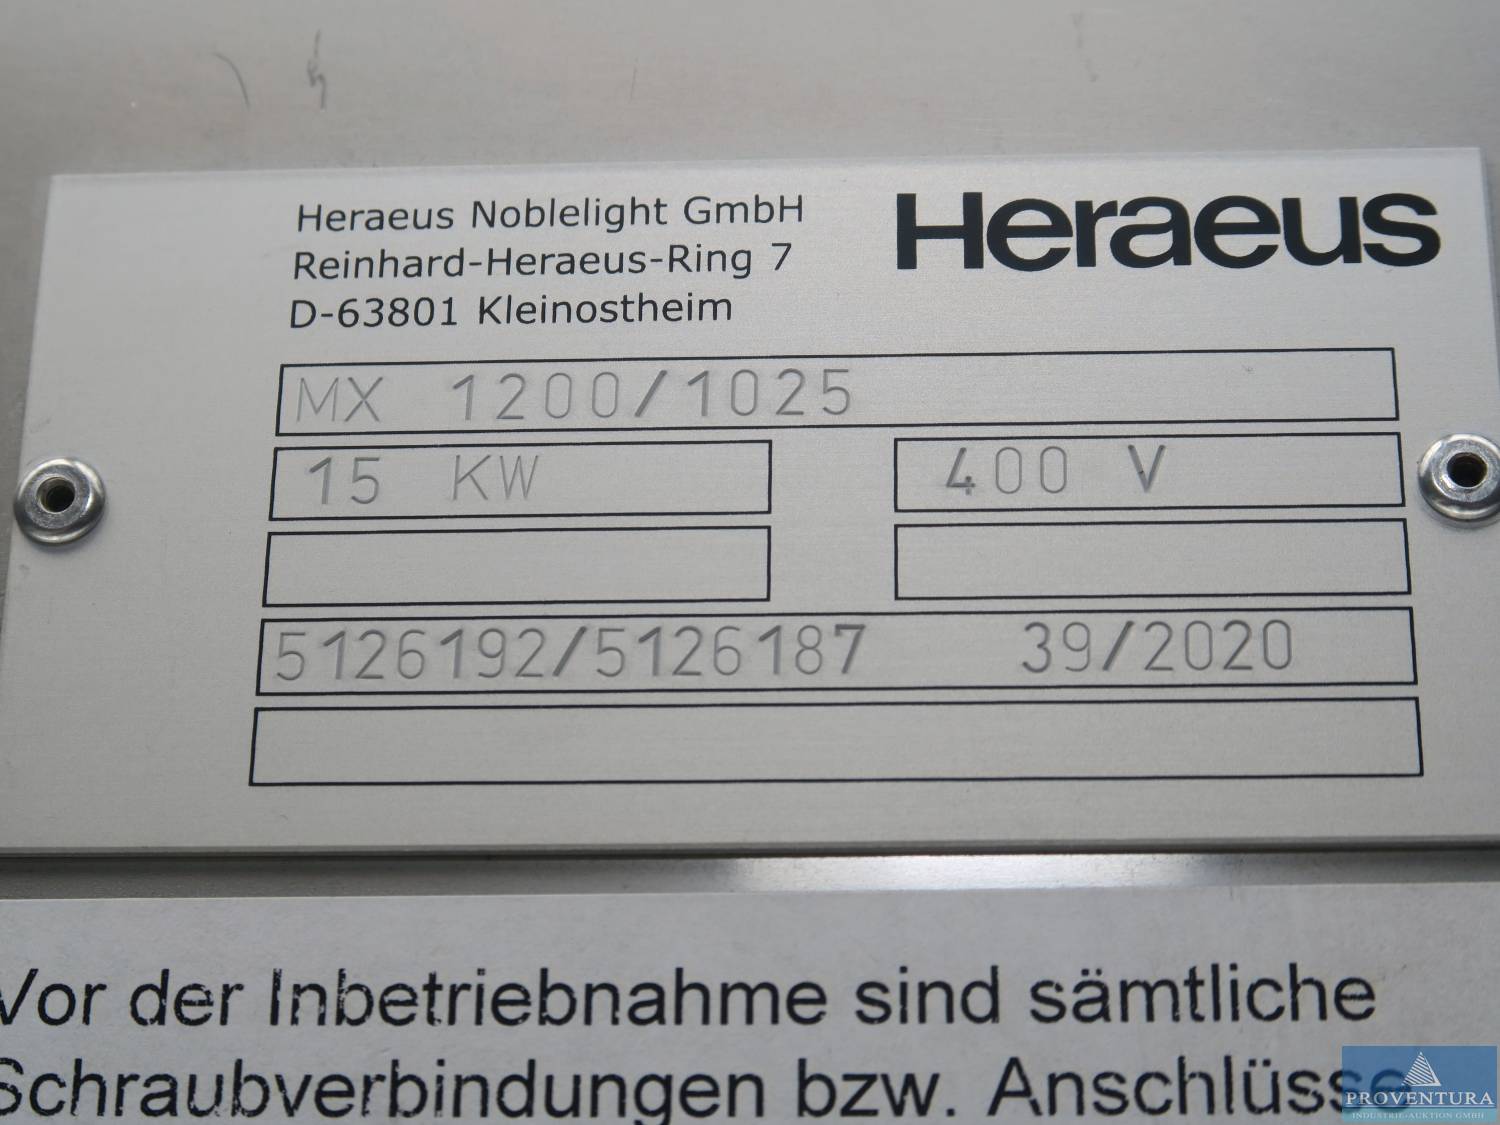 Heraeus Noblelight GmbH
Reinhard-Heraeus-Ring 7
D-63801 Kleinostheim
Heraeus
MX 1200/1025
15 KW
400 V
5126192/5126187 39/2020
Vor der Inbetriebnahme sind sämtliche
Schraubverbindungen bzw. Anschlüsse
PROVENTURA
INDUSTRIE-AUKTION GMBH